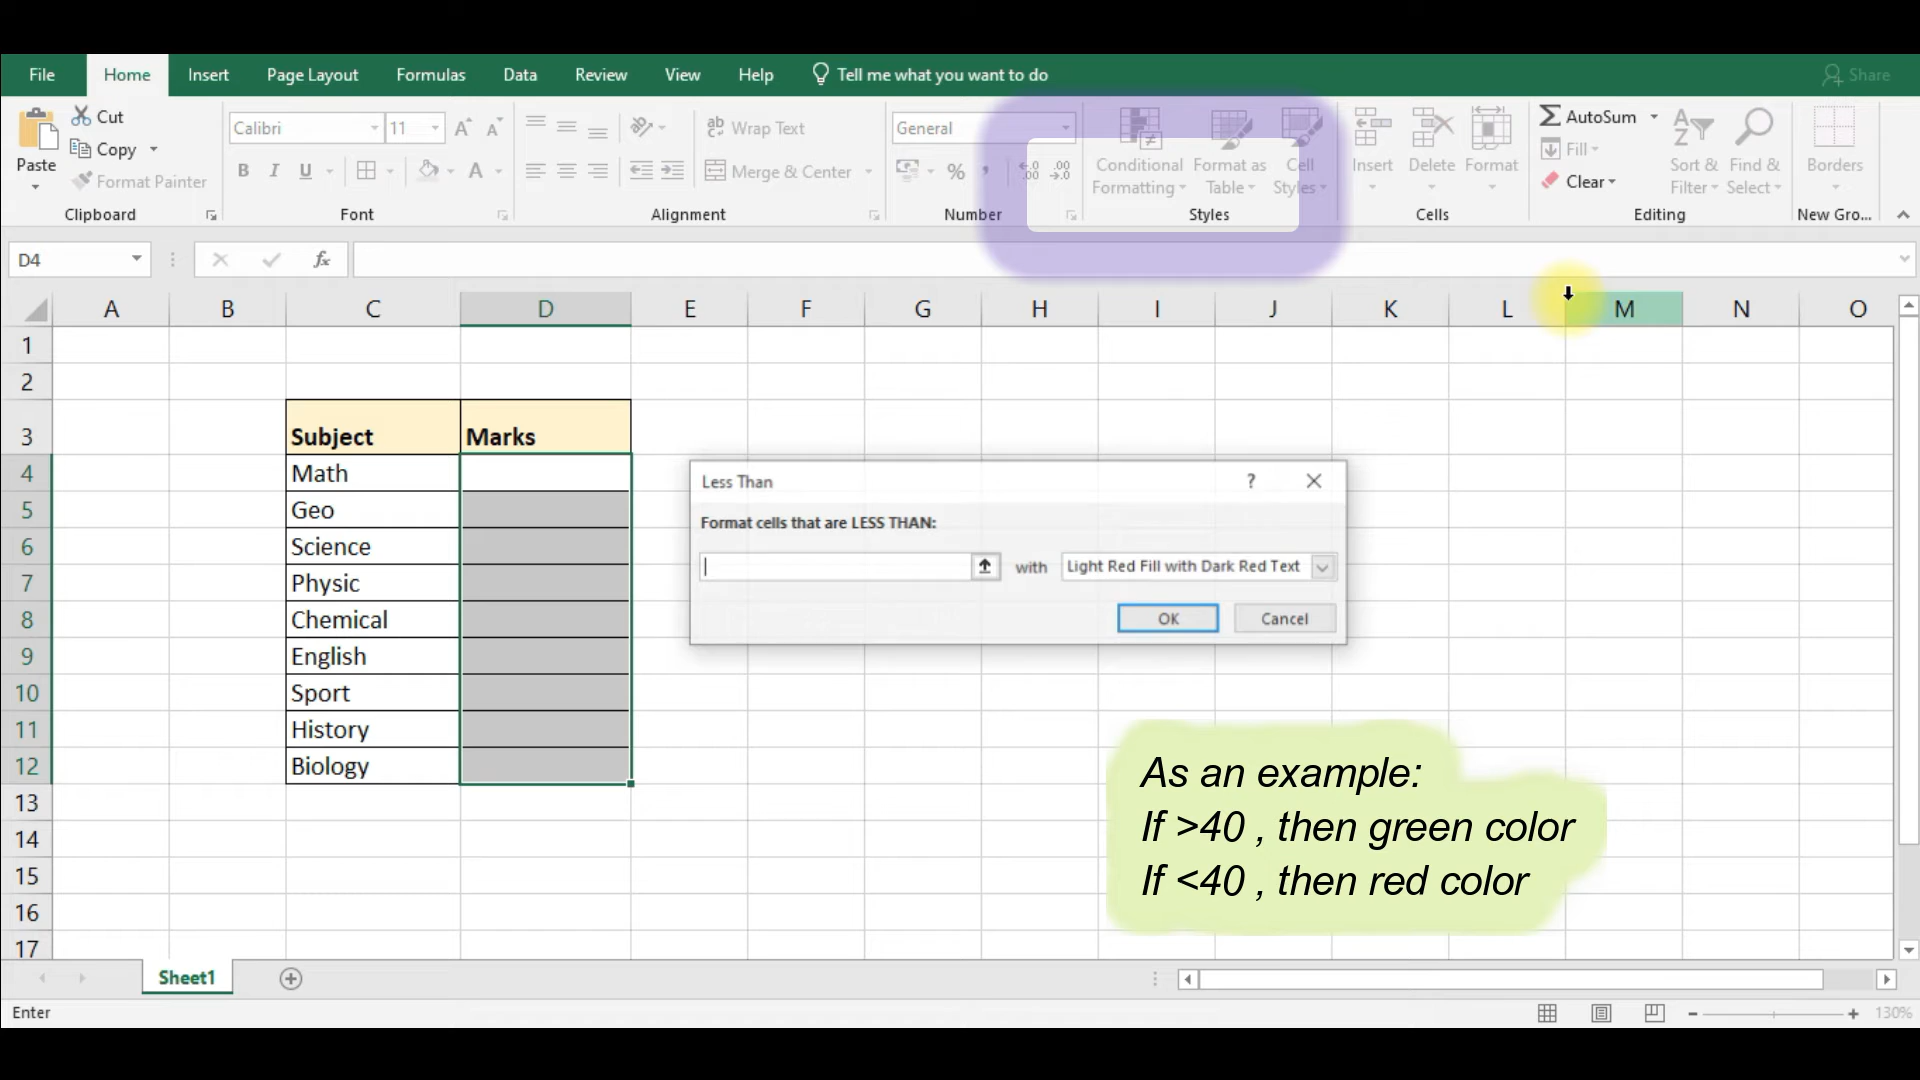 File Home Insert Page Layout Formulas Data Review View Help Tell me what you want to do Share
Paste
Cut
Copy
Format Painter
Clipboard
Calibri 11
B I U A
Font
ab Wrap Text
Merge & Center
Alignment
General
% , .0 .00
Number
Conditional Formatting
Format as Table
Cell Styles
Styles
Insert Delete Format
Cells
AutoSum
Fill
Clear
Sort & Filter
Find & Select
Editing
Borders
New Gro...
D4 fx
A B C D E F G H I J K L M N O
1
2
3 Subject Marks
4 Math
5 Geo
6 Science
7 Physic
8 Chemical
9 English
10 Sport
11 History
12 Biology
13
14
15
16
17
Less Than ?
Format cells that are LESS THAN:
with Light Red Fill with Dark Red Text
OK Cancel
As an example:
If >40 , then green color
If <40 , then red color
Sheet1
Enter 130%